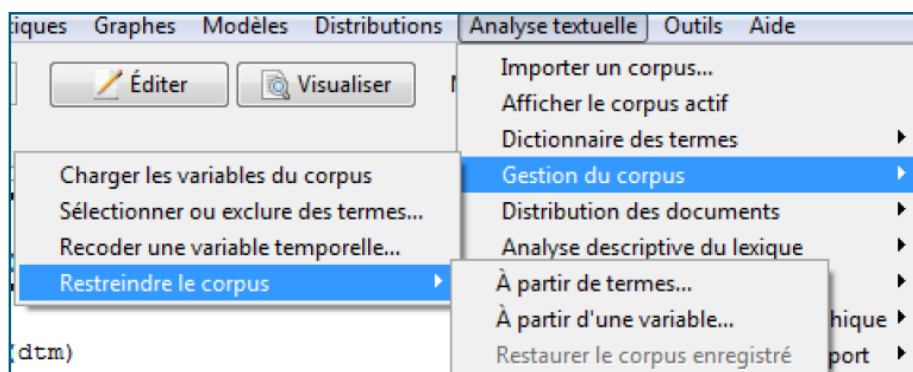 tiques Graphes Modèles Distributions Analyse textuelle Outils Aide
Éditer Visualiser
Importer un corpus...
Afficher le corpus actif
Dictionnaire des termes
Gestion du corpus
Distribution des documents
Analyse descriptive du lexique
Charger les variables du corpus
Sélectionner ou exclure des termes...
Recoder une variable temporelle...
Restreindre le corpus
À partir de termes...
À partir d'une variable...
Restaurer le corpus enregistré
hique
port
(dtm)